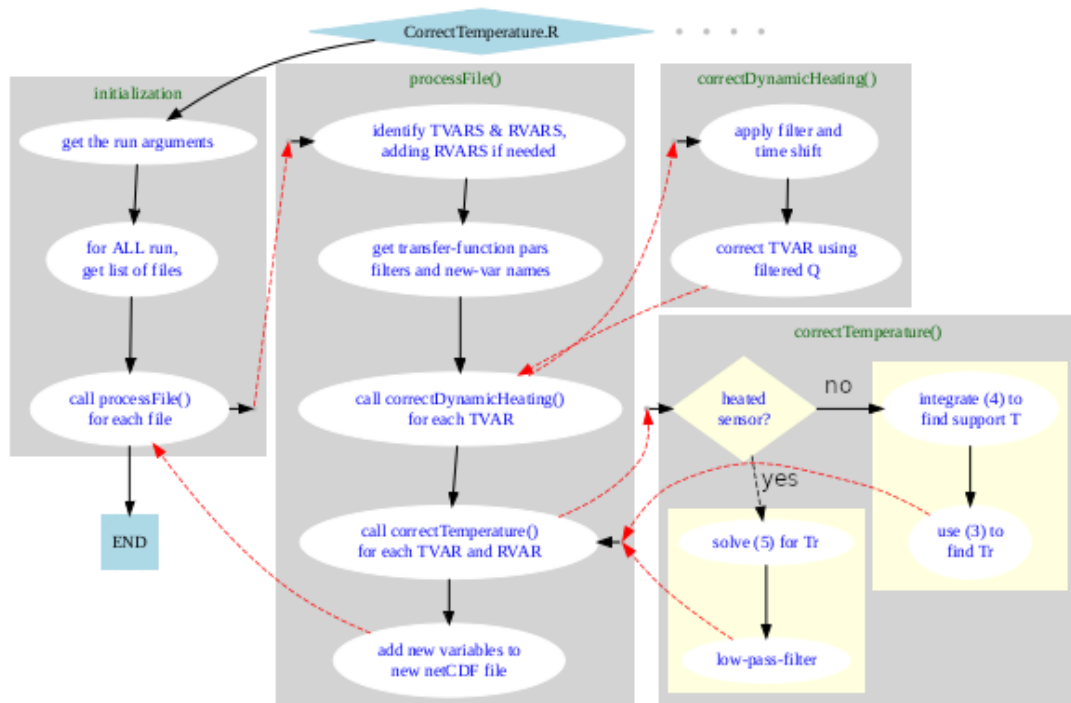 CorrectTemperature.R
initialization
get the run arguments
for ALL run,
get list of files
call processFile()
for each file
END
processFile()
identify TVARS & RVARS,
adding RVARS if needed
get transfer-function pars
filters and new-var names
call correctDynamicHeating()
for each TVAR
call correctTemperature()
for each TVAR and RVAR
add new variables to
new netCDF file
correctDynamicHeating()
apply filter and
time shift
correct TVAR using
filtered Q
correctTemperature()
heated
sensor?
no
yes
integrate (4) to
find support T
use (3) to
find Tr
solve (5) for Tr
low-pass-filter